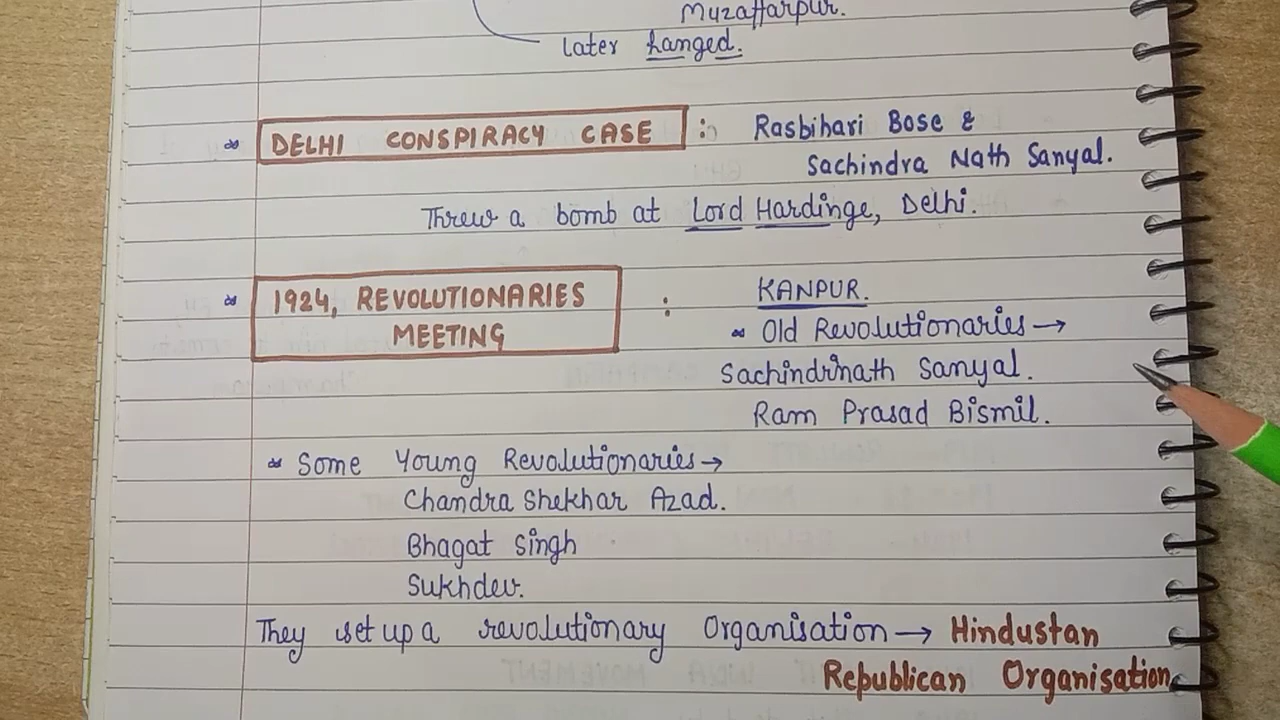 Muzaffarpur.
later hanged.
DELHI CONSPIRACY CASE : Rasbihari Bose &
Sachindra Nath Sanyal.
Threw a bomb at Lord Hardinge, Delhi.
1924, REVOLUTIONARIES MEETING : KANPUR.
Old Revolutionaries →
Sachindrnath Sanyal.
Ram Prasad Bismil.
Some Young Revolutionaries →
Chandra Shekhar Azad.
Bhagat Singh
Sukhdev.
They set up a revolutionary Organisation → Hindustan
Republican Organisation